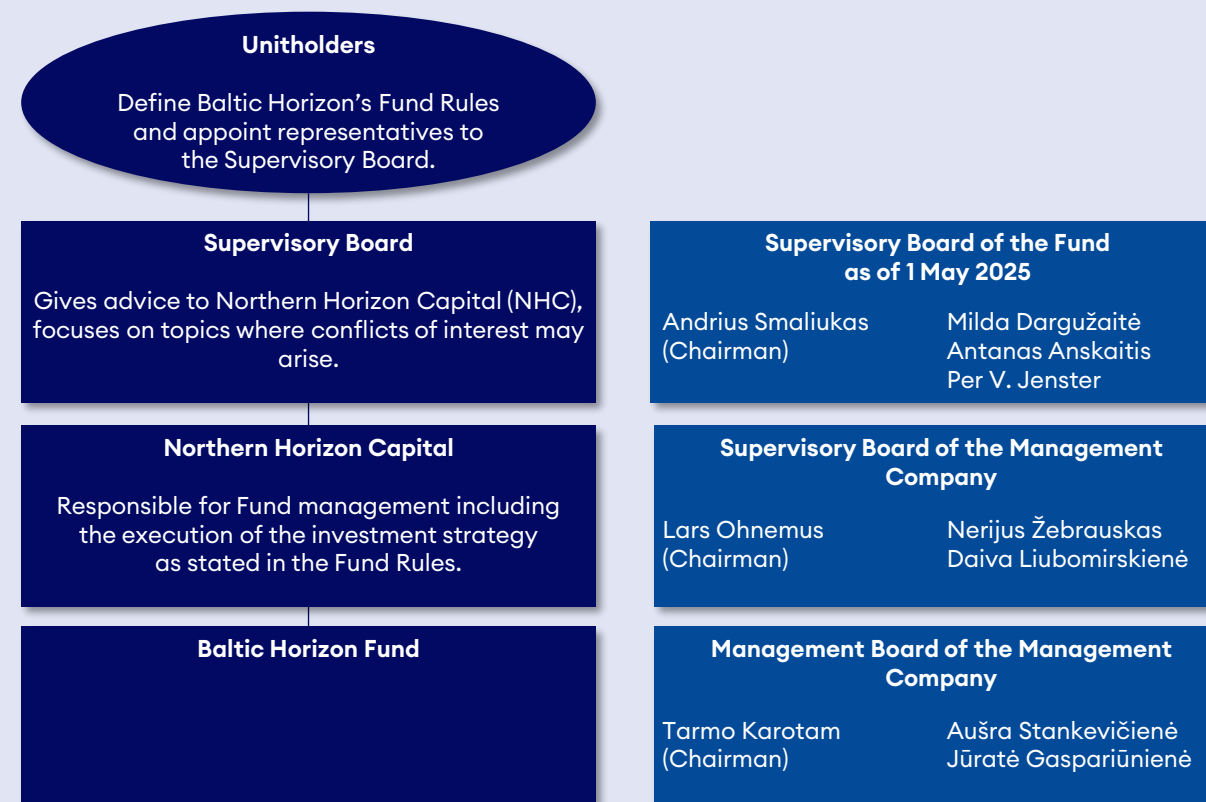 Unitholders
Define Baltic Horizon's Fund Rules
and appoint representatives to
the Supervisory Board.
Supervisory Board
Gives advice to Northern Horizon Capital (NHC),
focuses on topics where conflicts of interest may
arise.
Supervisory Board of the Fund
as of 1 May 2025
Andrius Smaliukas
(Chairman)
Milda Dargužaitė
Antanas Anskaitis
Per V. Jenster
Northern Horizon Capital
Responsible for Fund management including
the execution of the investment strategy
as stated in the Fund Rules.
Supervisory Board of the Management
Company
Lars Ohnemus
(Chairman)
Nerijus Žebrauskas
Daiva Liubomirskienė
Baltic Horizon Fund
Management Board of the Management
Company
Tarmo Karotam
(Chairman)
Aušra Stankevičienė
Jūratė Gaspariūnienė